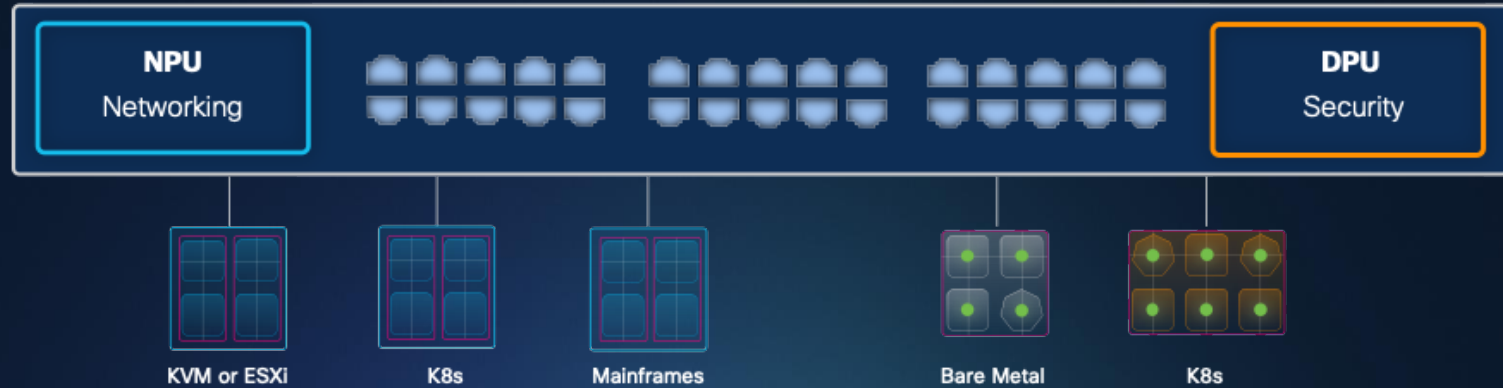 NPU
Networking
DPU
Security
KVM or ESXi
K8s
Mainframes
Bare Metal
K8s